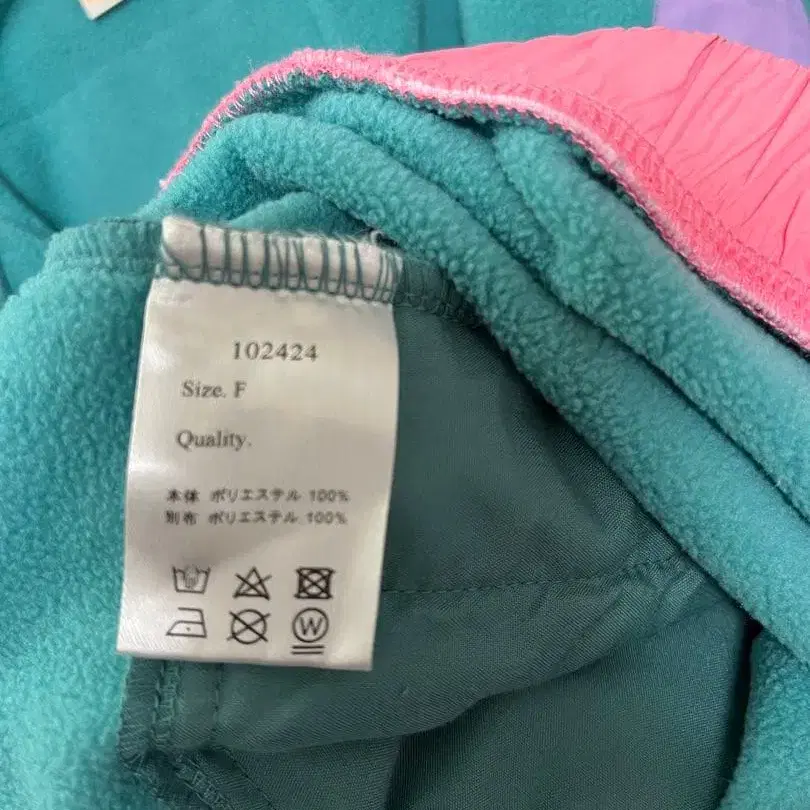 102424
Size. F
Quality.
本体 ポリエステル 100%
別布 ポリエステル 100%
W